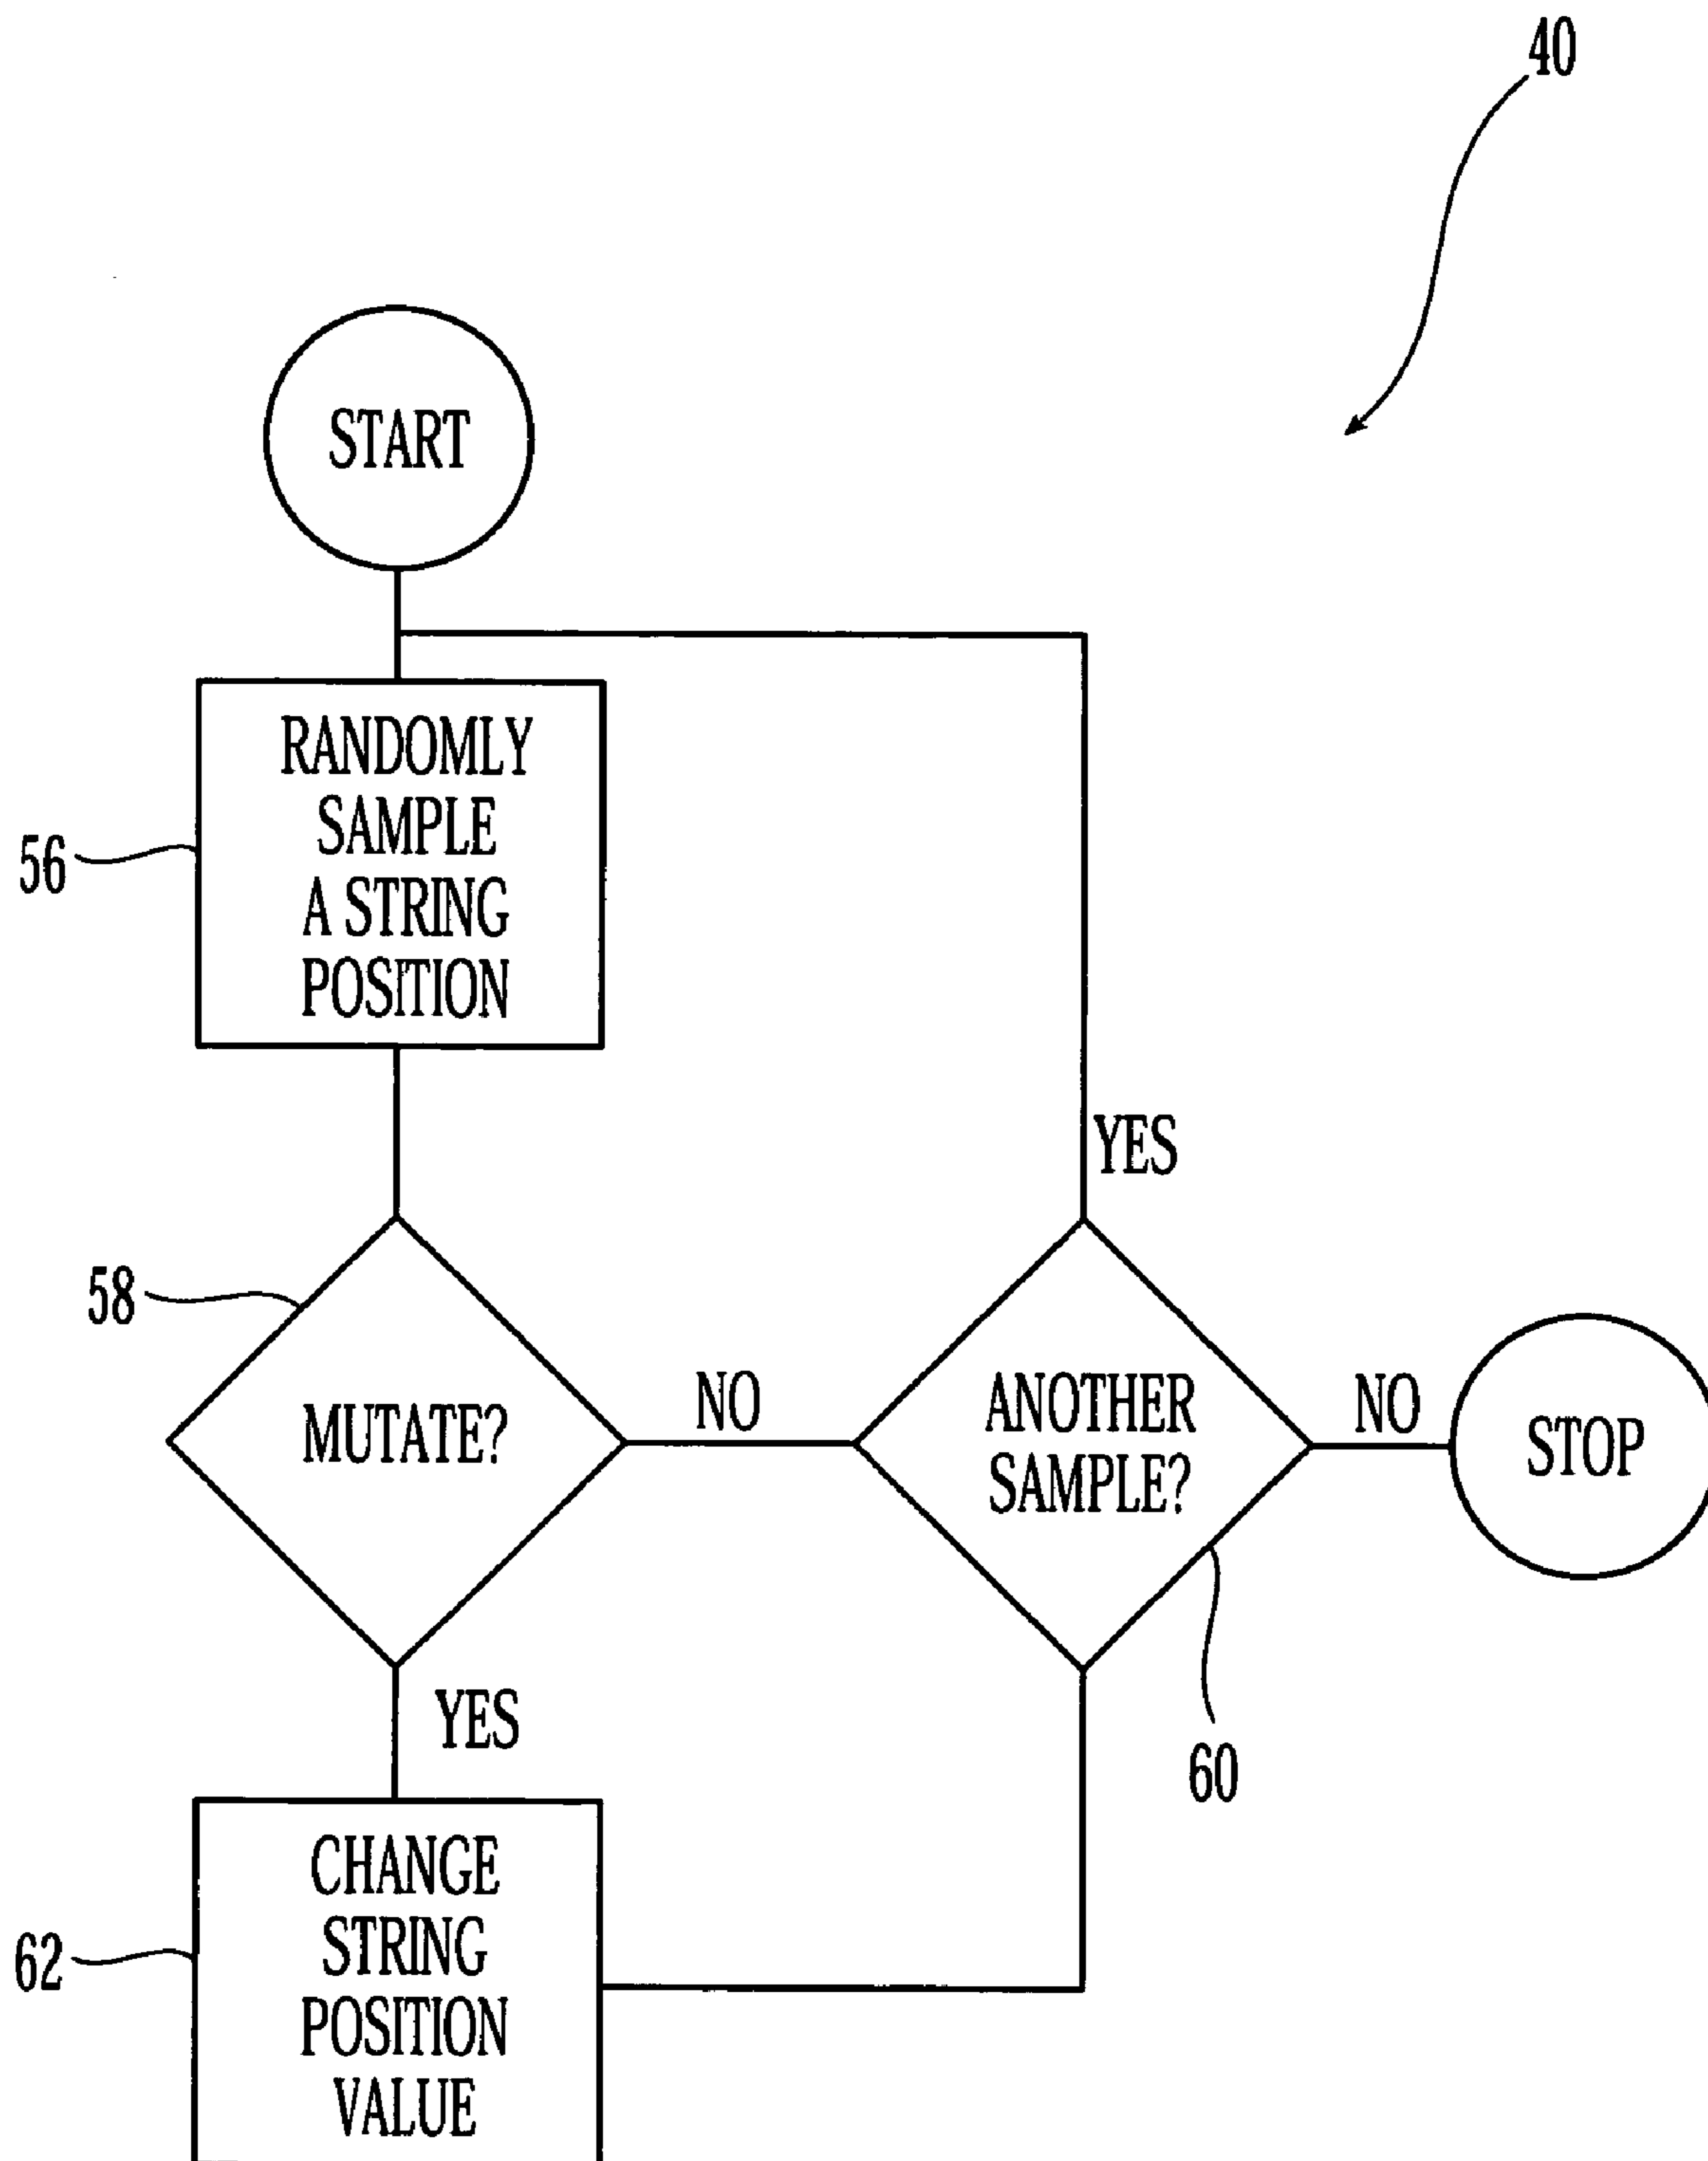 40
START
RANDOMLY
SAMPLE
A STRING
POSITION
56
YES
58
MUTATE?
NO
ANOTHER
SAMPLE?
NO
STOP
YES
60
CHANGE
STRING
POSITION
VALUE
62